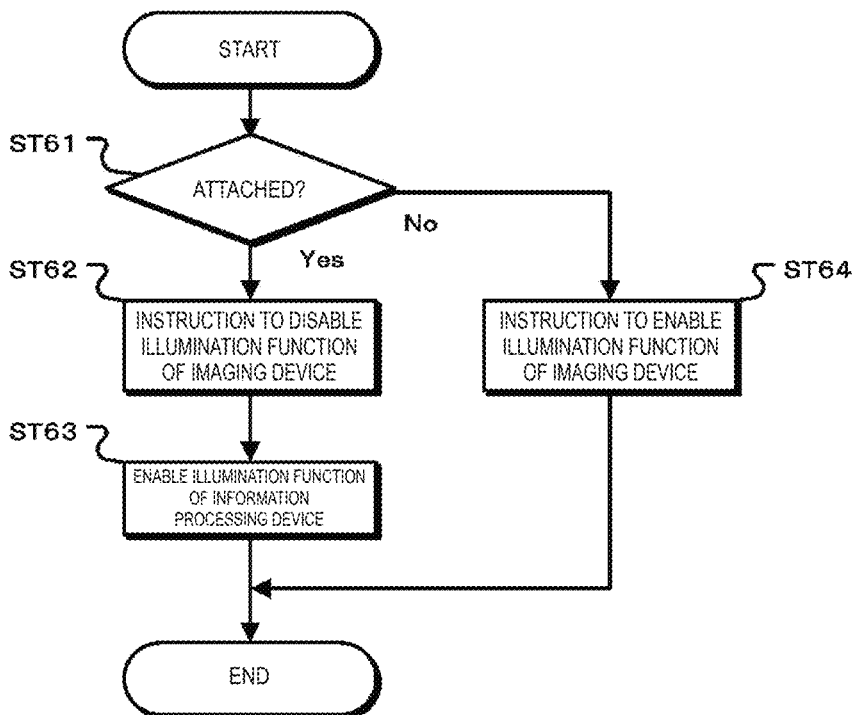 START
ST61
ATTACHED?
No
Yes
ST62
INSTRUCTION TO DISABLE
ILLUMINATION FUNCTION
OF IMAGING DEVICE
ST64
INSTRUCTION TO ENABLE
ILLUMINATION FUNCTION
OF IMAGING DEVICE
ST63
ENABLE ILLUMINATION FUNCTION
OF INFORMATION
PROCESSING DEVICE
END